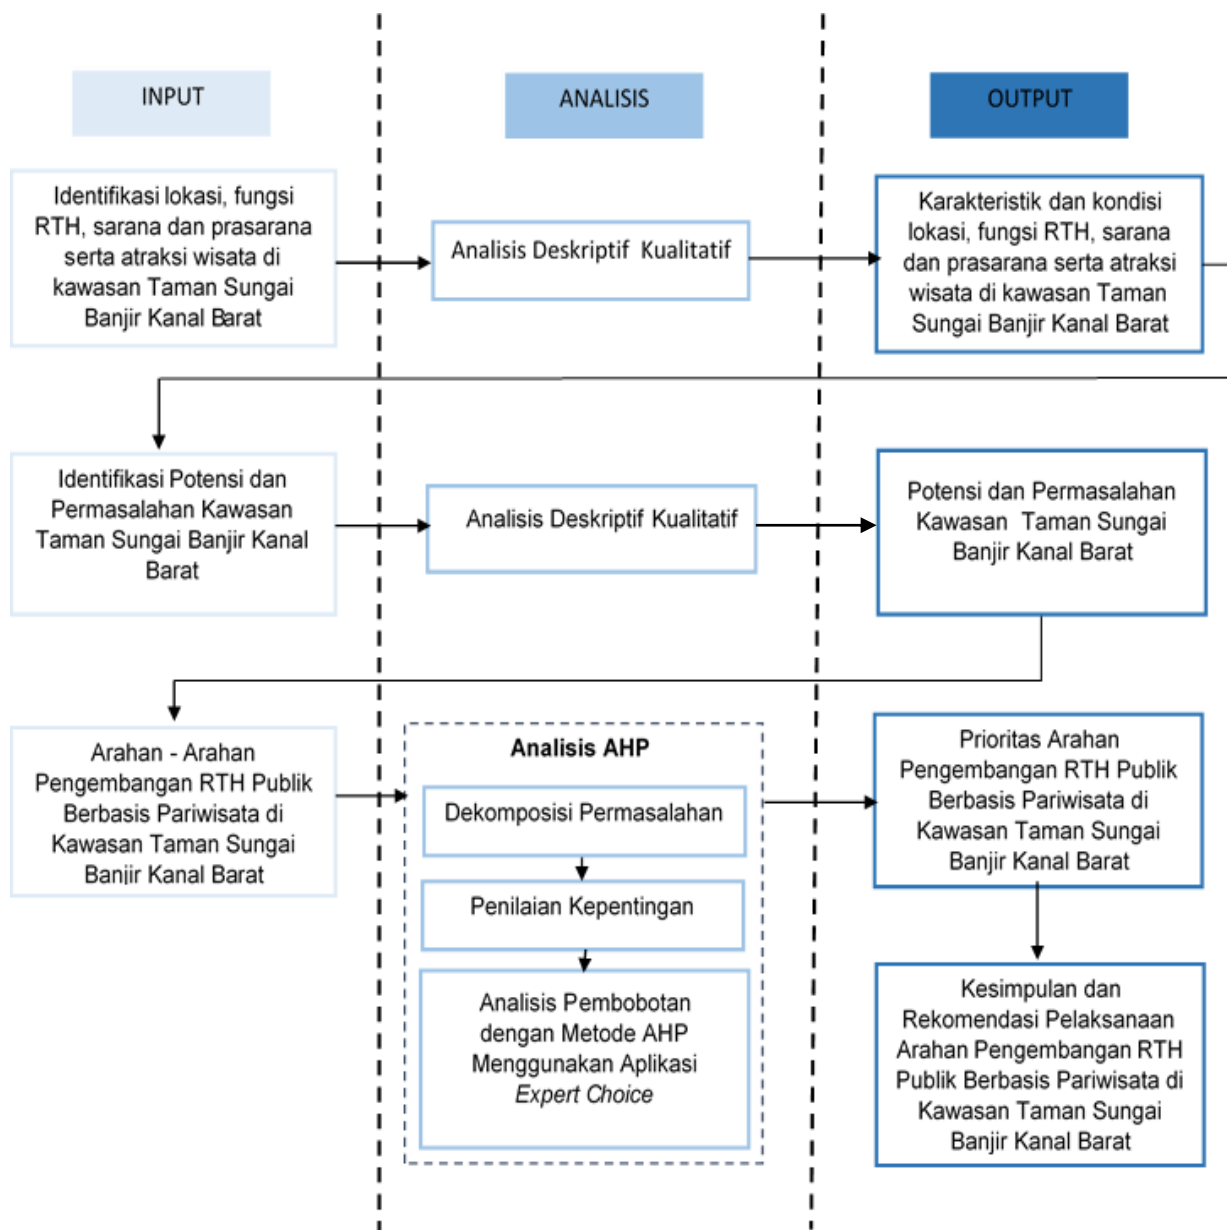 INPUT
ANALISIS
OUTPUT
Identifikasi lokasi, fungsi
RTH, sarana dan prasarana
serta atraksi wisata di
kawasan Taman Sungai
Banjir Kanal Barat
Analisis Deskriptif Kualitatif
Karakteristik dan kondisi
lokasi, fungsi RTH, sarana
dan prasarana serta atraksi
wisata di kawasan Taman
Sungai Banjir Kanal Barat
Identifikasi Potensi dan
Permasalahan Kawasan
Taman Sungai Banjir Kanal
Barat
Analisis Deskriptif Kualitatif
Potensi dan Permasalahan
Kawasan Taman Sungai
Banjir Kanal Barat
Arahan - Arahan
Pengembangan RTH Publik
Berbasis Pariwisata di
Kawasan Taman Sungai
Banjir Kanal Barat
Analisis AHP
Dekomposisi Permasalahan
Penilaian Kepentingan
Analisis Pembobotan
dengan Metode AHP
Menggunakan Aplikasi
Expert Choice
Prioritas Arahan
Pengembangan RTH Publik
Berbasis Pariwisata di
Kawasan Taman Sungai
Banjir Kanal Barat
Kesimpulan dan
Rekomendasi Pelaksanaan
Arahan Pengembangan RTH
Publik Berbasis Pariwisata di
Kawasan Taman Sungai
Banjir Kanal Barat